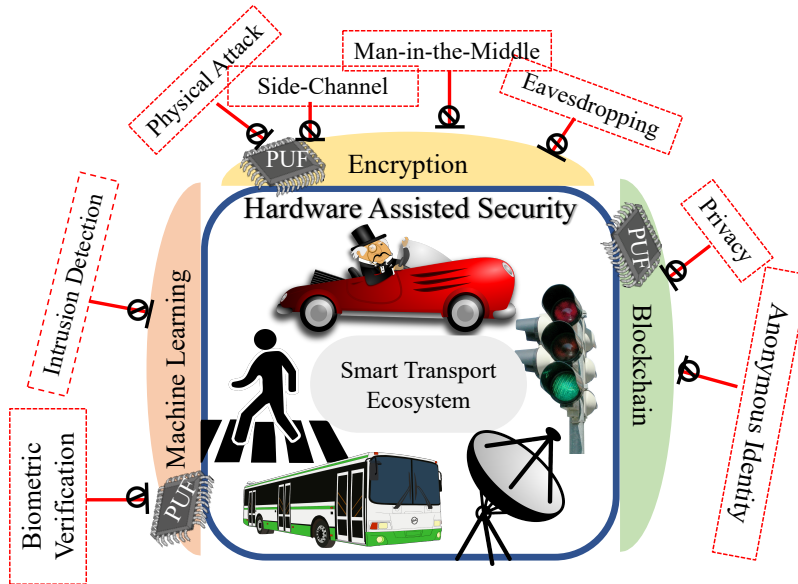 Man-in-the-Middle
Physical Attack
Side-Channel
Eavesdropping
PUF
Encryption
Hardware Assisted Security
Privacy
PUF
Intrusion Detection
Machine Learning
Blockchain
Anonymous Identity
Smart Transport
Ecosystem
Biometric
Verification
PUF